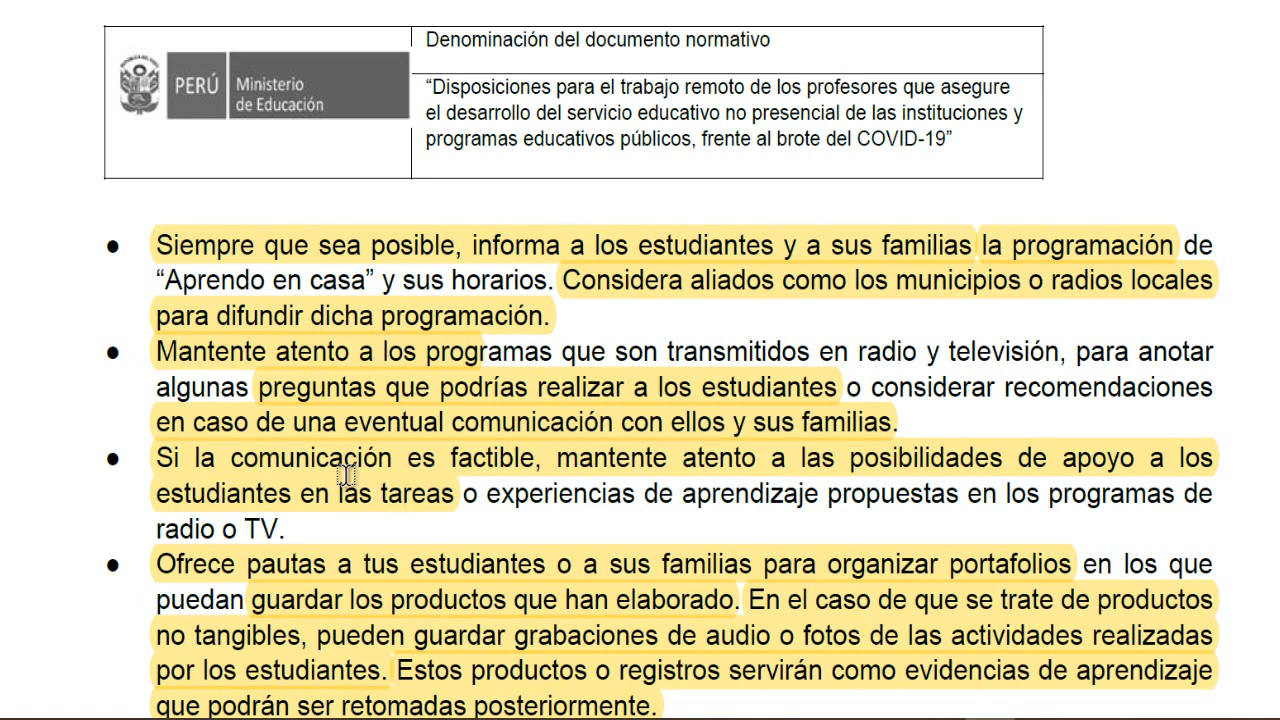 PERÚ
Ministerio
de Educación
Denominación del documento normativo
“Disposiciones para el trabajo remoto de los profesores que asegure
el desarrollo del servicio educativo no presencial de las instituciones y
programas educativos públicos, frente al brote del COVID-19”
● Siempre que sea posible, informa a los estudiantes y a sus familias la programación de
“Aprendo en casa” y sus horarios. Considera aliados como los municipios o radios locales
para difundir dicha programación.
● Mantente atento a los programas que son transmitidos en radio y televisión, para anotar
algunas preguntas que podrías realizar a los estudiantes o considerar recomendaciones
en caso de una eventual comunicación con ellos y sus familias.
● Si la comunicación es factible, mantente atento a las posibilidades de apoyo a los
estudiantes en las tareas o experiencias de aprendizaje propuestas en los programas de
radio o TV.
● Ofrece pautas a tus estudiantes o a sus familias para organizar portafolios en los que
puedan guardar los productos que han elaborado. En el caso de que se trate de productos
no tangibles, pueden guardar grabaciones de audio o fotos de las actividades realizadas
por los estudiantes. Estos productos o registros servirán como evidencias de aprendizaje
que podrán ser retomadas posteriormente.